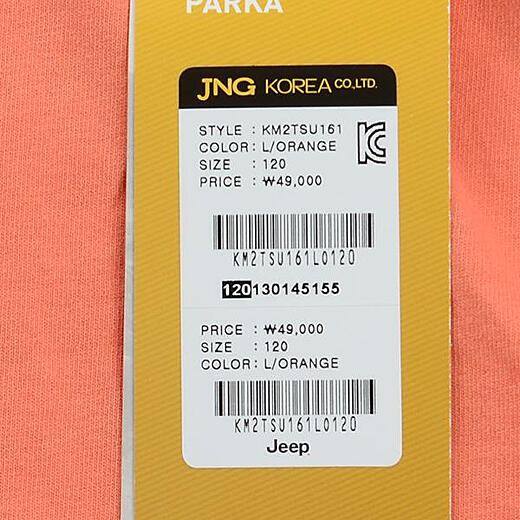 PARKA
JNG KOREA CO.,LTD.
STYLE : KM2TSU161
COLOR : L/ORANGE
SIZE : 120
PRICE : ₩49,000
KM2TSU161L0120
120130145155
PRICE : ₩49,000
SIZE : 120
COLOR : L/ORANGE
KM2TSU161L0120
Jeep